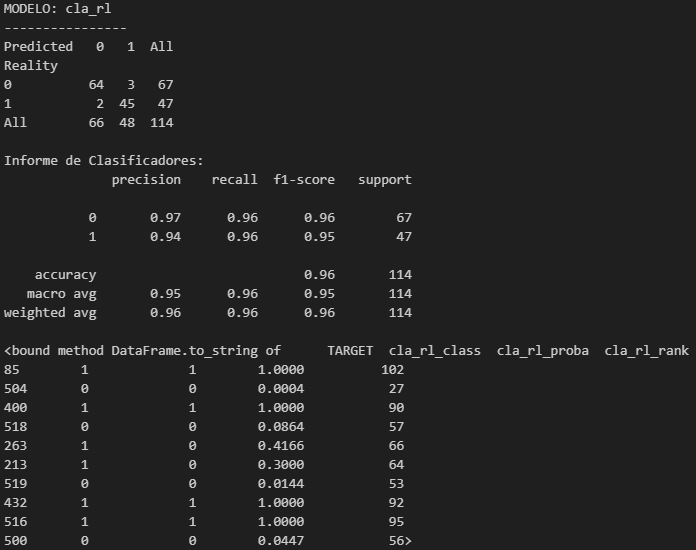 MODELO: cla_rl
----------------
Predicted   0   1  All
Reality
0          64   3   67
1           2  45   47
All        66  48  114
Informe de Clasificadores:
              precision    recall  f1-score   support
           0       0.97      0.96      0.96        67
           1       0.94      0.96      0.95        47
    accuracy                           0.96       114
   macro avg       0.95      0.96      0.95       114
weighted avg       0.96      0.96      0.96       114
<bound method DataFrame.to_string of      TARGET  cla_rl_class  cla_rl_proba  cla_rl_rank
85        1             1        1.0000          102
504       0             0        0.0004           27
400       1             1        1.0000           90
518       0             0        0.0864           57
263       1             0        0.4166           66
213       1             0        0.3000           64
519       0             0        0.0144           53
432       1             1        1.0000           92
516       1             1        1.0000           95
500       0             0        0.0447           56>